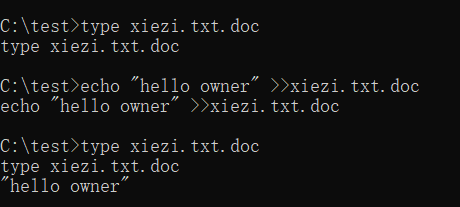 C:\test>type xiezi.txt.doc
type xiezi.txt.doc
C:\test>echo "hello owner" >>xiezi.txt.doc
echo "hello owner" >>xiezi.txt.doc
C:\test>type xiezi.txt.doc
type xiezi.txt.doc
"hello owner"